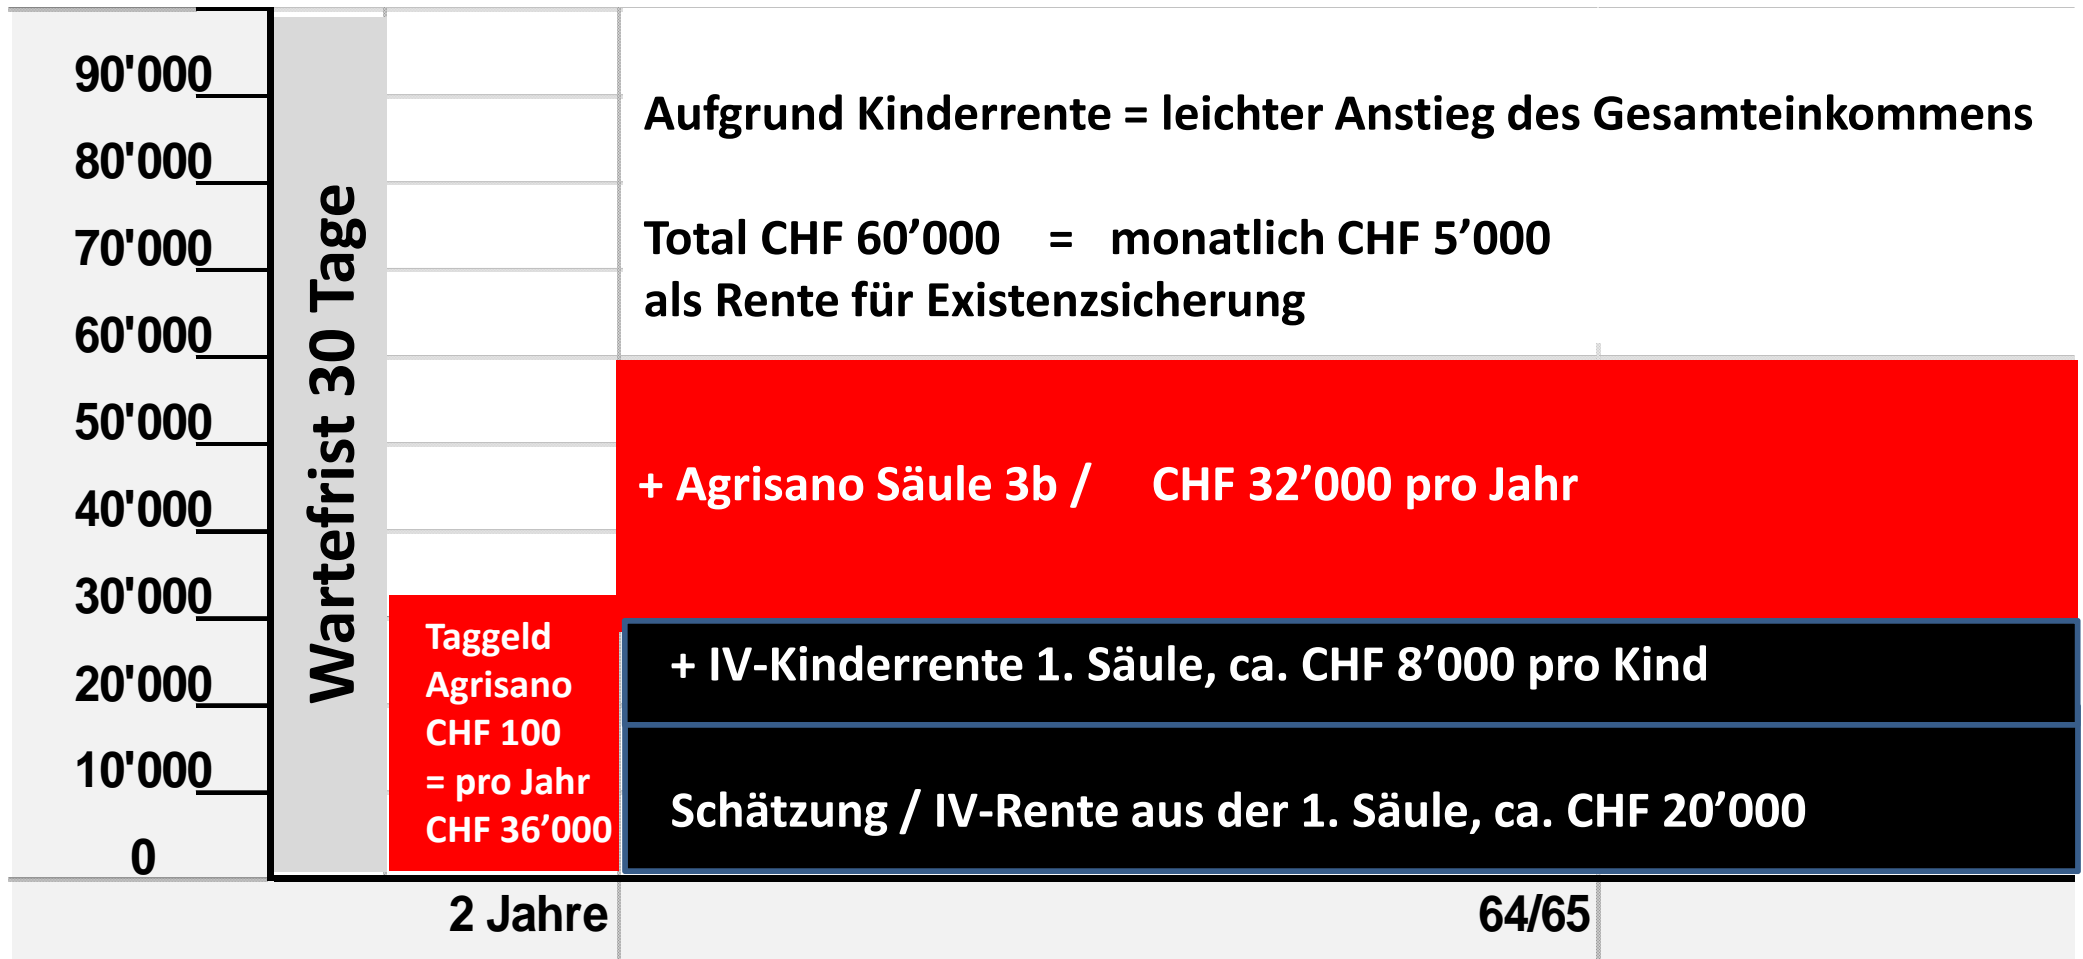 90'000
80'000
70'000
60'000
50'000
40'000
30'000
20'000
10'000
0
Wartefrist 30 Tage
Aufgrund Kinderrente = leichter Anstieg des Gesamteinkommens
Total CHF 60’000 = monatlich CHF 5’000
als Rente für Existenzsicherung
+ Agrisano Säule 3b / CHF 32’000 pro Jahr
Taggeld
Agrisano
CHF 100
= pro Jahr
CHF 36’000
+ IV-Kinderrente 1. Säule, ca. CHF 8’000 pro Kind
Schätzung / IV-Rente aus der 1. Säule, ca. CHF 20’000
2 Jahre
64/65